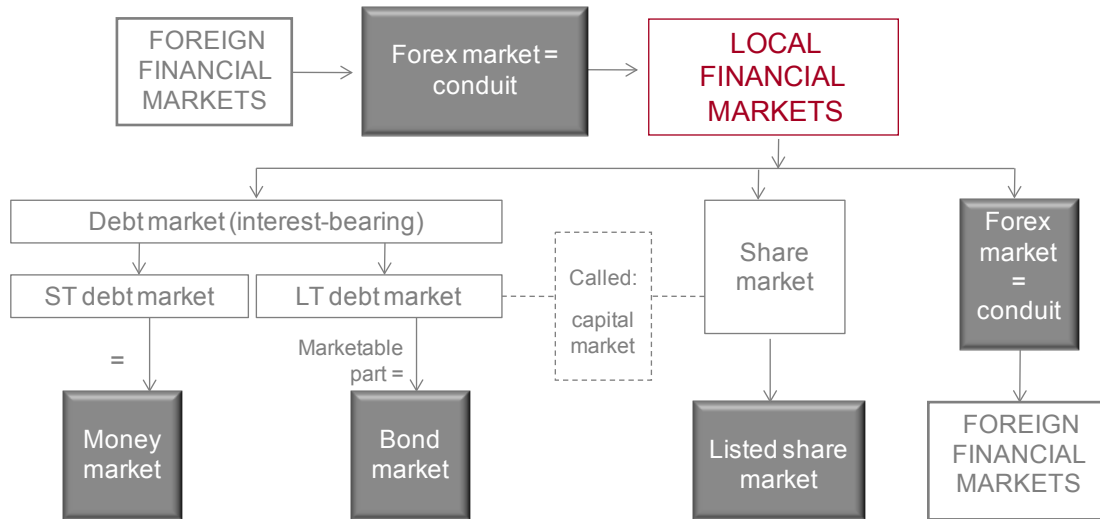 FOREIGN
FINANCIAL
MARKETS
Forex market =
conduit
LOCAL
FINANCIAL
MARKETS
Debt market (interest-bearing)
ST debt market
LT debt market
Called:
capital
market
Share
market
Forex
market
=
conduit
=
Marketable
part =
Money
market
Bond
market
Listed share
market
FOREIGN
FINANCIAL
MARKETS